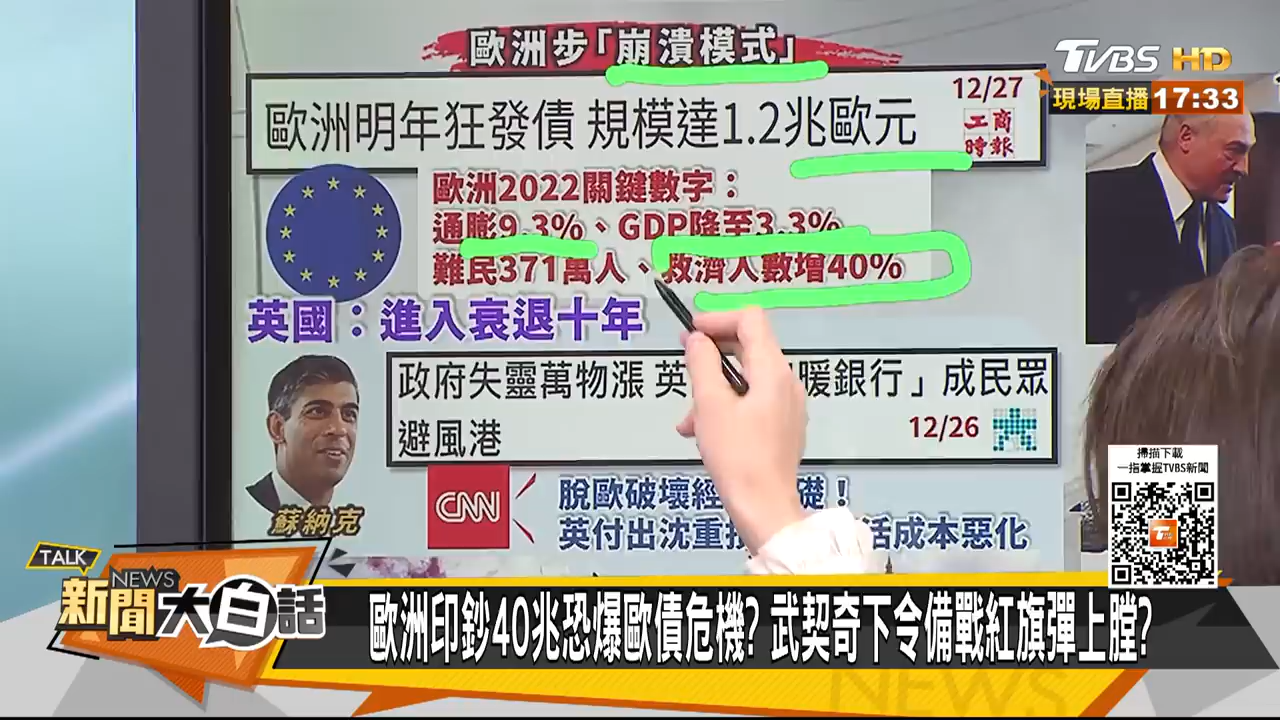 歐洲步「崩潰模式」
TVBS HD
現場直播 17:33
12/27
歐洲明年狂發債 規模達1.2兆歐元
工商時報
歐洲2022關鍵數字：
通膨9.3%、GDP降至3.3%
難民371萬人、救濟人數增40%
英國：進入衰退十年
政府失靈萬物漲 英 暖銀行」成民眾
避風港
12/26
蘇納克
CNN
脫歐破壞經 礎！
英付出沈重 活成本惡化
掃描下載
一指掌握TVBS新聞
TALK
NEWS
新聞大白話
歐洲印鈔40兆恐爆歐債危機? 武契奇下令備戰紅旗彈上膛?
NEWS